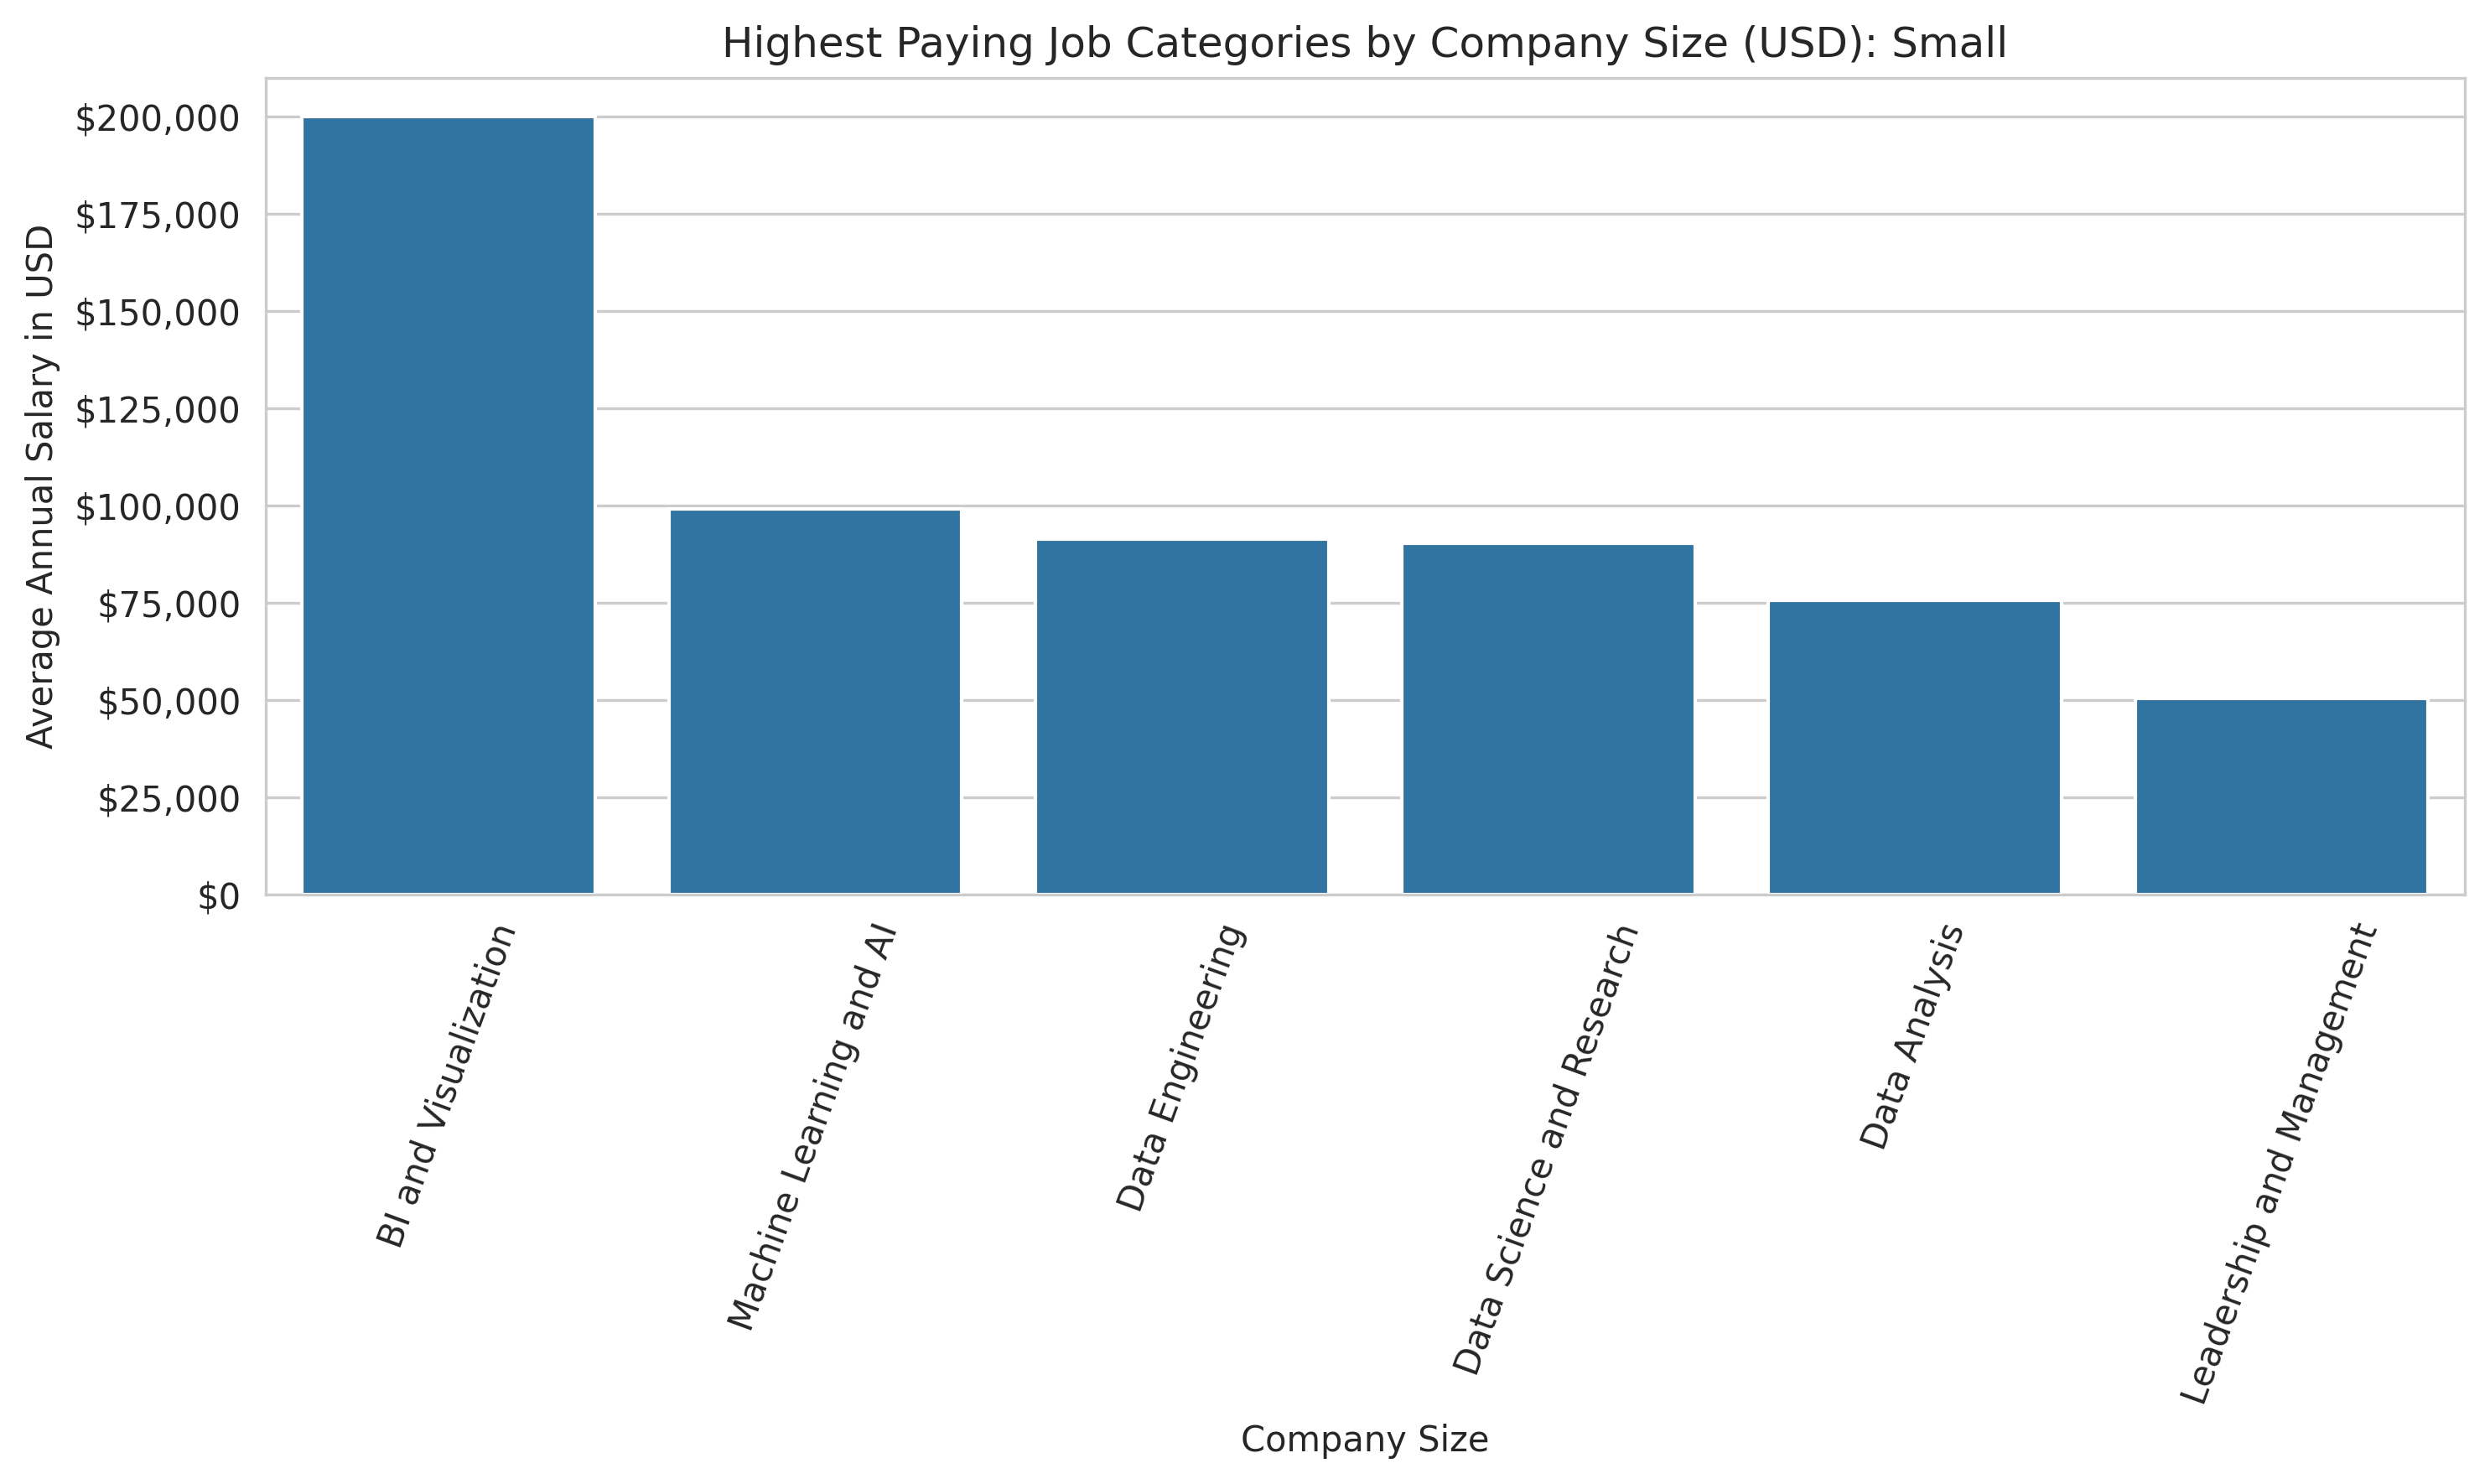 Highest Paying Job Categories by Company Size (USD): Small
Average Annual Salary in USD
$200,000
$175,000
$150,000
$125,000
$100,000
$75,000
$50,000
$25,000
$0
BI and Visualization
Machine Learning and AI
Data Engineering
Data Science and Research
Data Analysis
Leadership and Management
Company Size